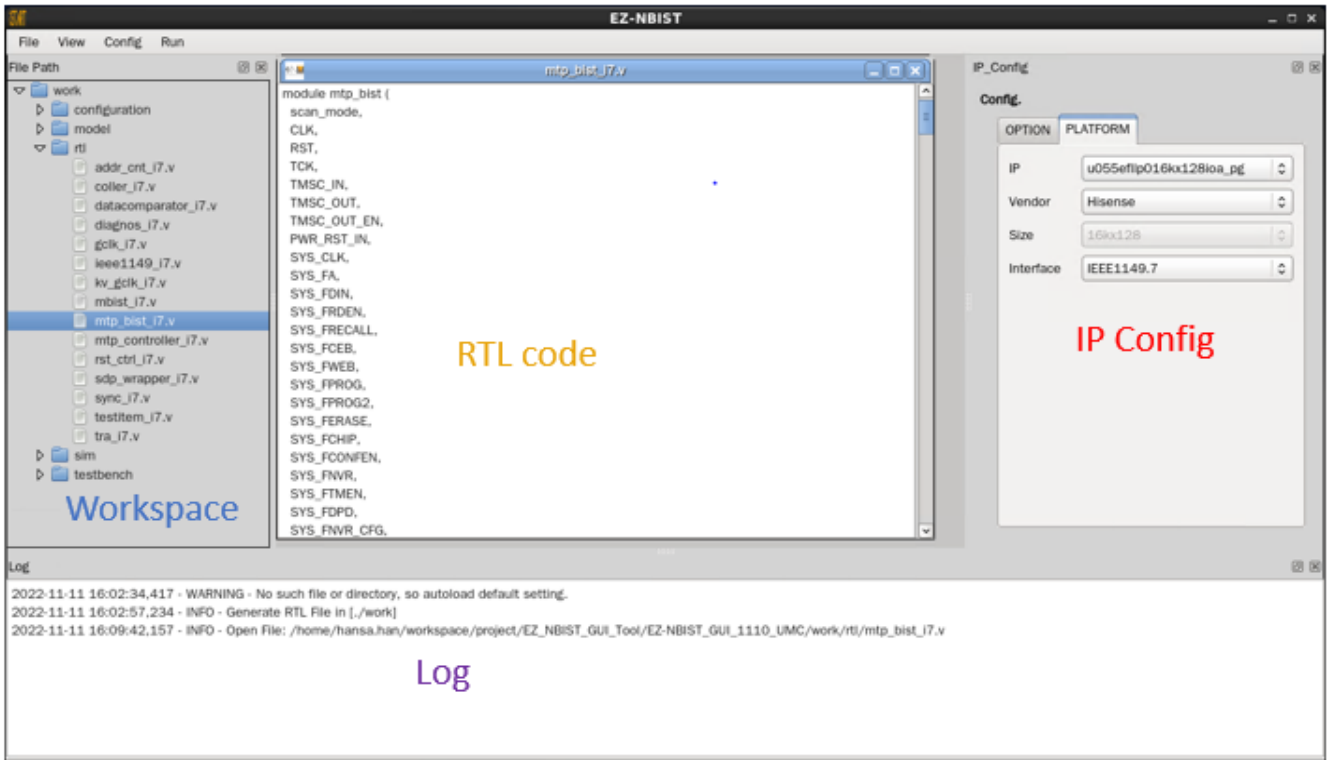 EZ-NBIST
File View Config Run
File Path
work
configuration
model
rtl
addr_cnt_i7.v
coller_i7.v
datacomparator_i7.v
diagnos_i7.v
gclk_i7.v
ieee1149_i7.v
kv_gclk_i7.v
mbist_i7.v
mtp_bist_i7.v
mtp_controller_i7.v
rst_ctrl_i7.v
sdp_wrapper_i7.v
sync_i7.v
testitem_i7.v
tra_i7.v
sim
testbench
Workspace
mtp_bist_i7.v
module mtp_bist (
scan_mode,
CLK,
RST,
TCK,
TMSC_IN,
TMSC_OUT,
TMSC_OUT_EN,
PWR_RST_IN,
SYS_CLK,
SYS_FA,
SYS_FDIN,
SYS_FRDEN,
SYS_FRECALL,
SYS_FCEB,
SYS_FWEB,
SYS_FPROG,
SYS_FPROG2,
SYS_FERASE,
SYS_FCHIP,
SYS_FCONFEN,
SYS_FNVR,
SYS_FTMEN,
SYS_FDPD,
SYS_FNVR_CFG,
RTL code
IP_Config
Config.
OPTION PLATFORM
IP u055efllp016kx128ioa_pg
Vendor Hisense
Size 16kx128
Interface IEEE1149.7
IP Config
Log
2022-11-11 16:02:34,417 - WARNING - No such file or directory, so autoload default setting.
2022-11-11 16:02:57,234 - INFO - Generate RTL File in [./work]
2022-11-11 16:09:42,157 - INFO - Open File: /home/hansa.han/workspace/project/EZ_NBIST_GUI_Tool/EZ-NBIST_GUI_1110_UMC/work/rtl/mtp_bist_i7.v
Log